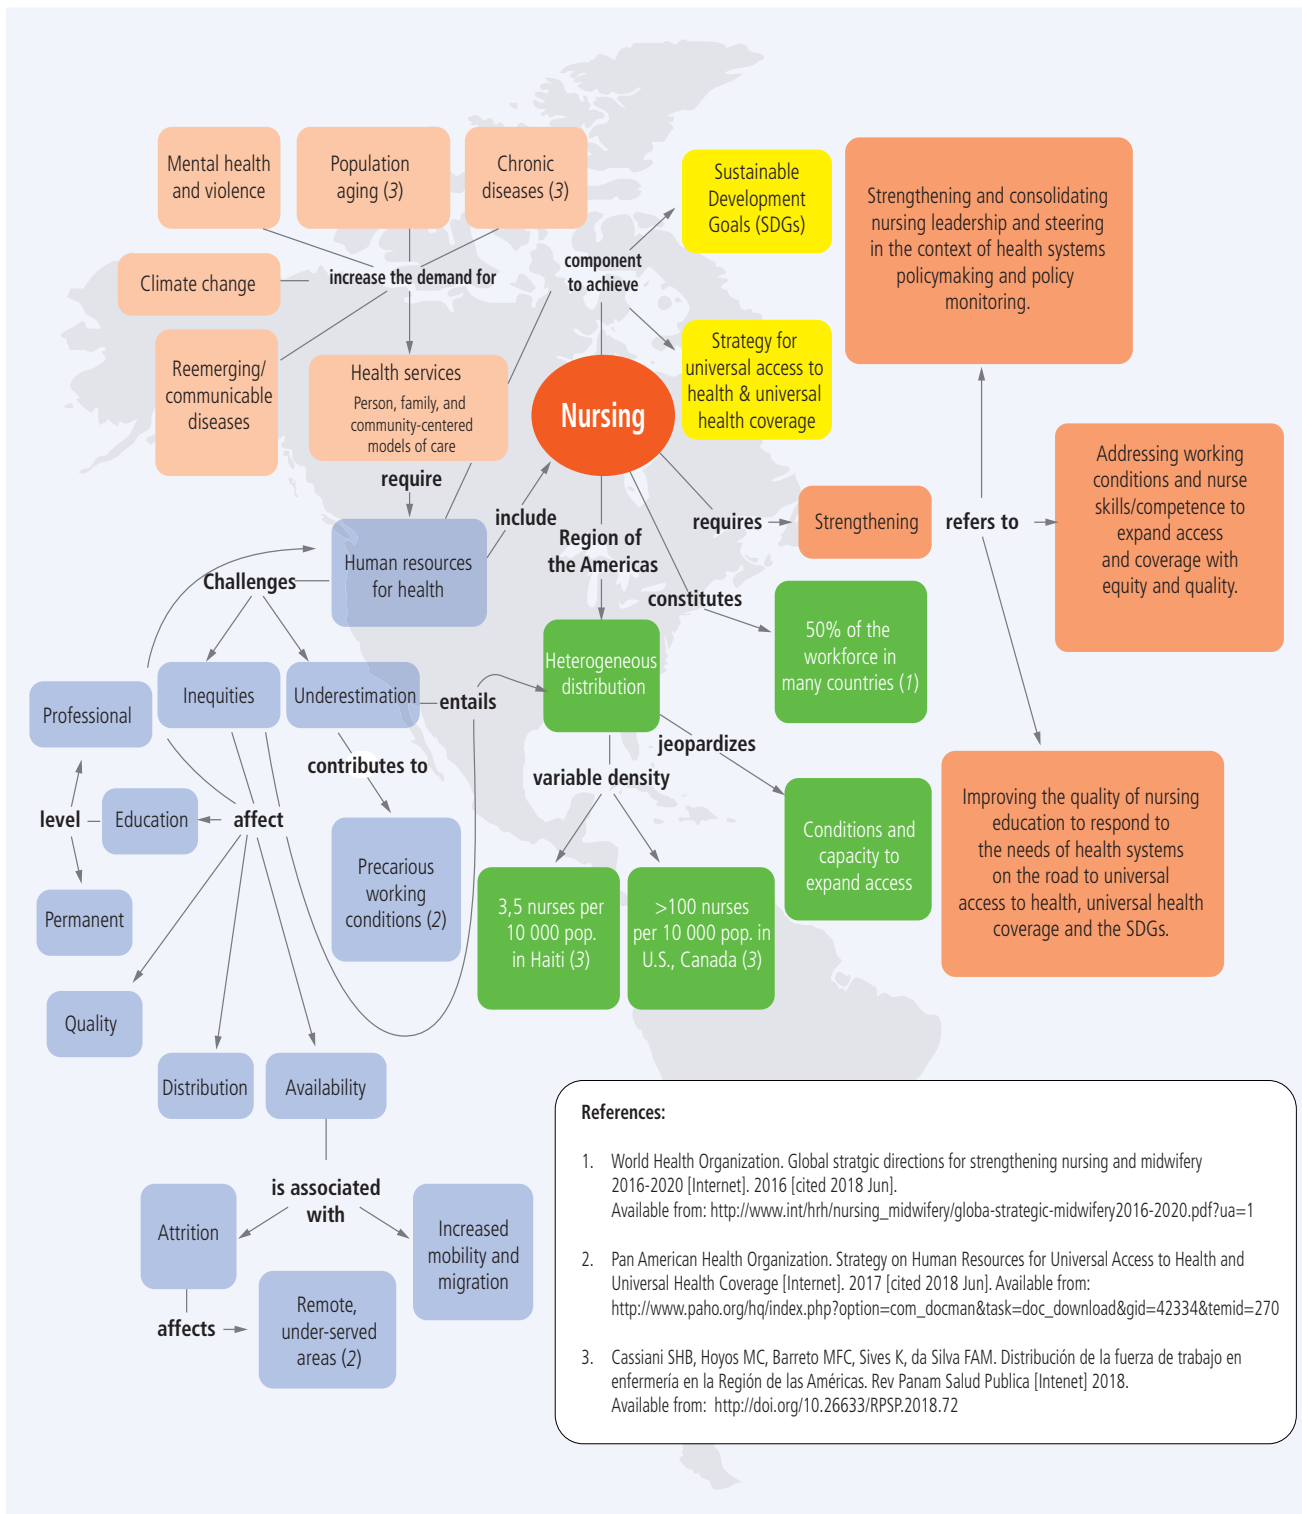 Mental health
and violence
Population
aging (3)
Chronic
diseases (3)
Climate change
increase the demand for
Reemerging/
communicable
diseases
Health services
Person, family, and
community-centered
models of care
require
component
to achieve
Sustainable
Development
Goals (SDGs)
Strategy for
universal access to
health & universal
health coverage
Nursing
Strengthening and consolidating
nursing leadership and steering
in the context of health systems
policymaking and policy
monitoring.
Addressing working
conditions and nurse
skills/competence to
expand access
and coverage with
equity and quality.
requires
Strengthening
refers to
include
Region of
the Americas
constitutes
Human resources
for health
Challenges
50% of the
workforce in
many countries (1)
Heterogeneous
distribution
Inequities
Underestimation
entails
Professional
jeopardizes
contributes to
variable density
level
Education
affect
Permanent
Precarious
working
conditions (2)
Conditions and
capacity to
expand access
3,5 nurses per
10 000 pop.
in Haiti (3)
>100 nurses
per 10 000 pop. in
U.S., Canada (3)
Improving the quality of nursing
education to respond to
the needs of health systems
on the road to universal
access to health, universal health
coverage and the SDGs.
Quality
Distribution
Availability
is associated
with
Attrition
Increased
mobility and
migration
affects
Remote,
under-served
areas (2)
References:
1. World Health Organization. Global stratgic directions for strengthening nursing and midwifery
2016-2020 [Internet]. 2016 [cited 2018 Jun].
Available from: http://www.int/hrh/nursing_midwifery/globa-strategic-midwifery2016-2020.pdf?ua=1
2. Pan American Health Organization. Strategy on Human Resources for Universal Access to Health and
Universal Health Coverage [Internet]. 2017 [cited 2018 Jun]. Available from:
http://www.paho.org/hq/index.php?option=com_docman&task=doc_download&gid=42334&temid=270
3. Cassiani SHB, Hoyos MC, Barreto MFC, Sives K, da Silva FAM. Distribución de la fuerza de trabajo en
enfermería en la Región de las Américas. Rev Panam Salud Publica [Intenet] 2018.
Available from: http://doi.org/10.26633/RPSP.2018.72